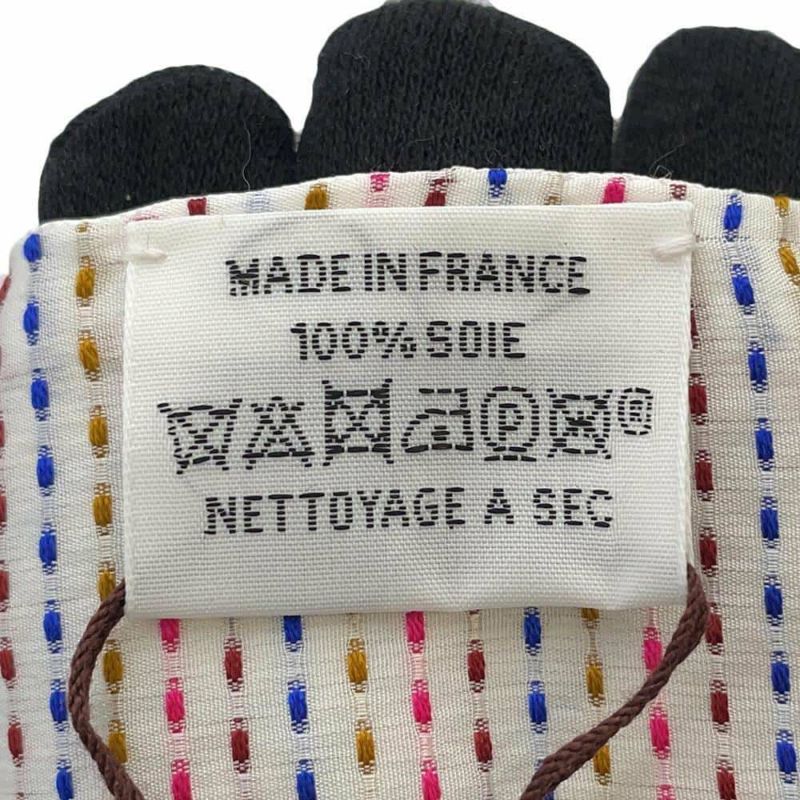 MADE IN FRANCE
100% SOIE
P ®
NETTOYAGE A SEC